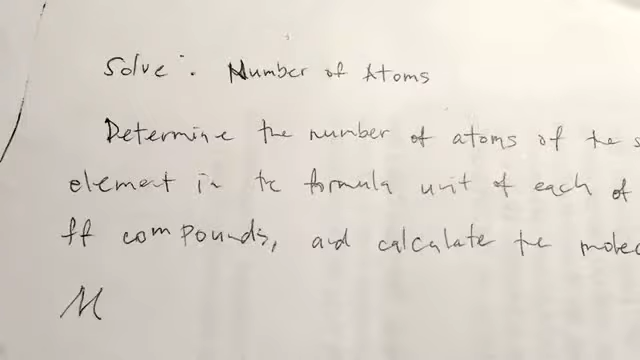 Solve : Number of Atoms
Determine the number of atoms of the
element in the formula unit of each of
ff compounds, and calculate the
M